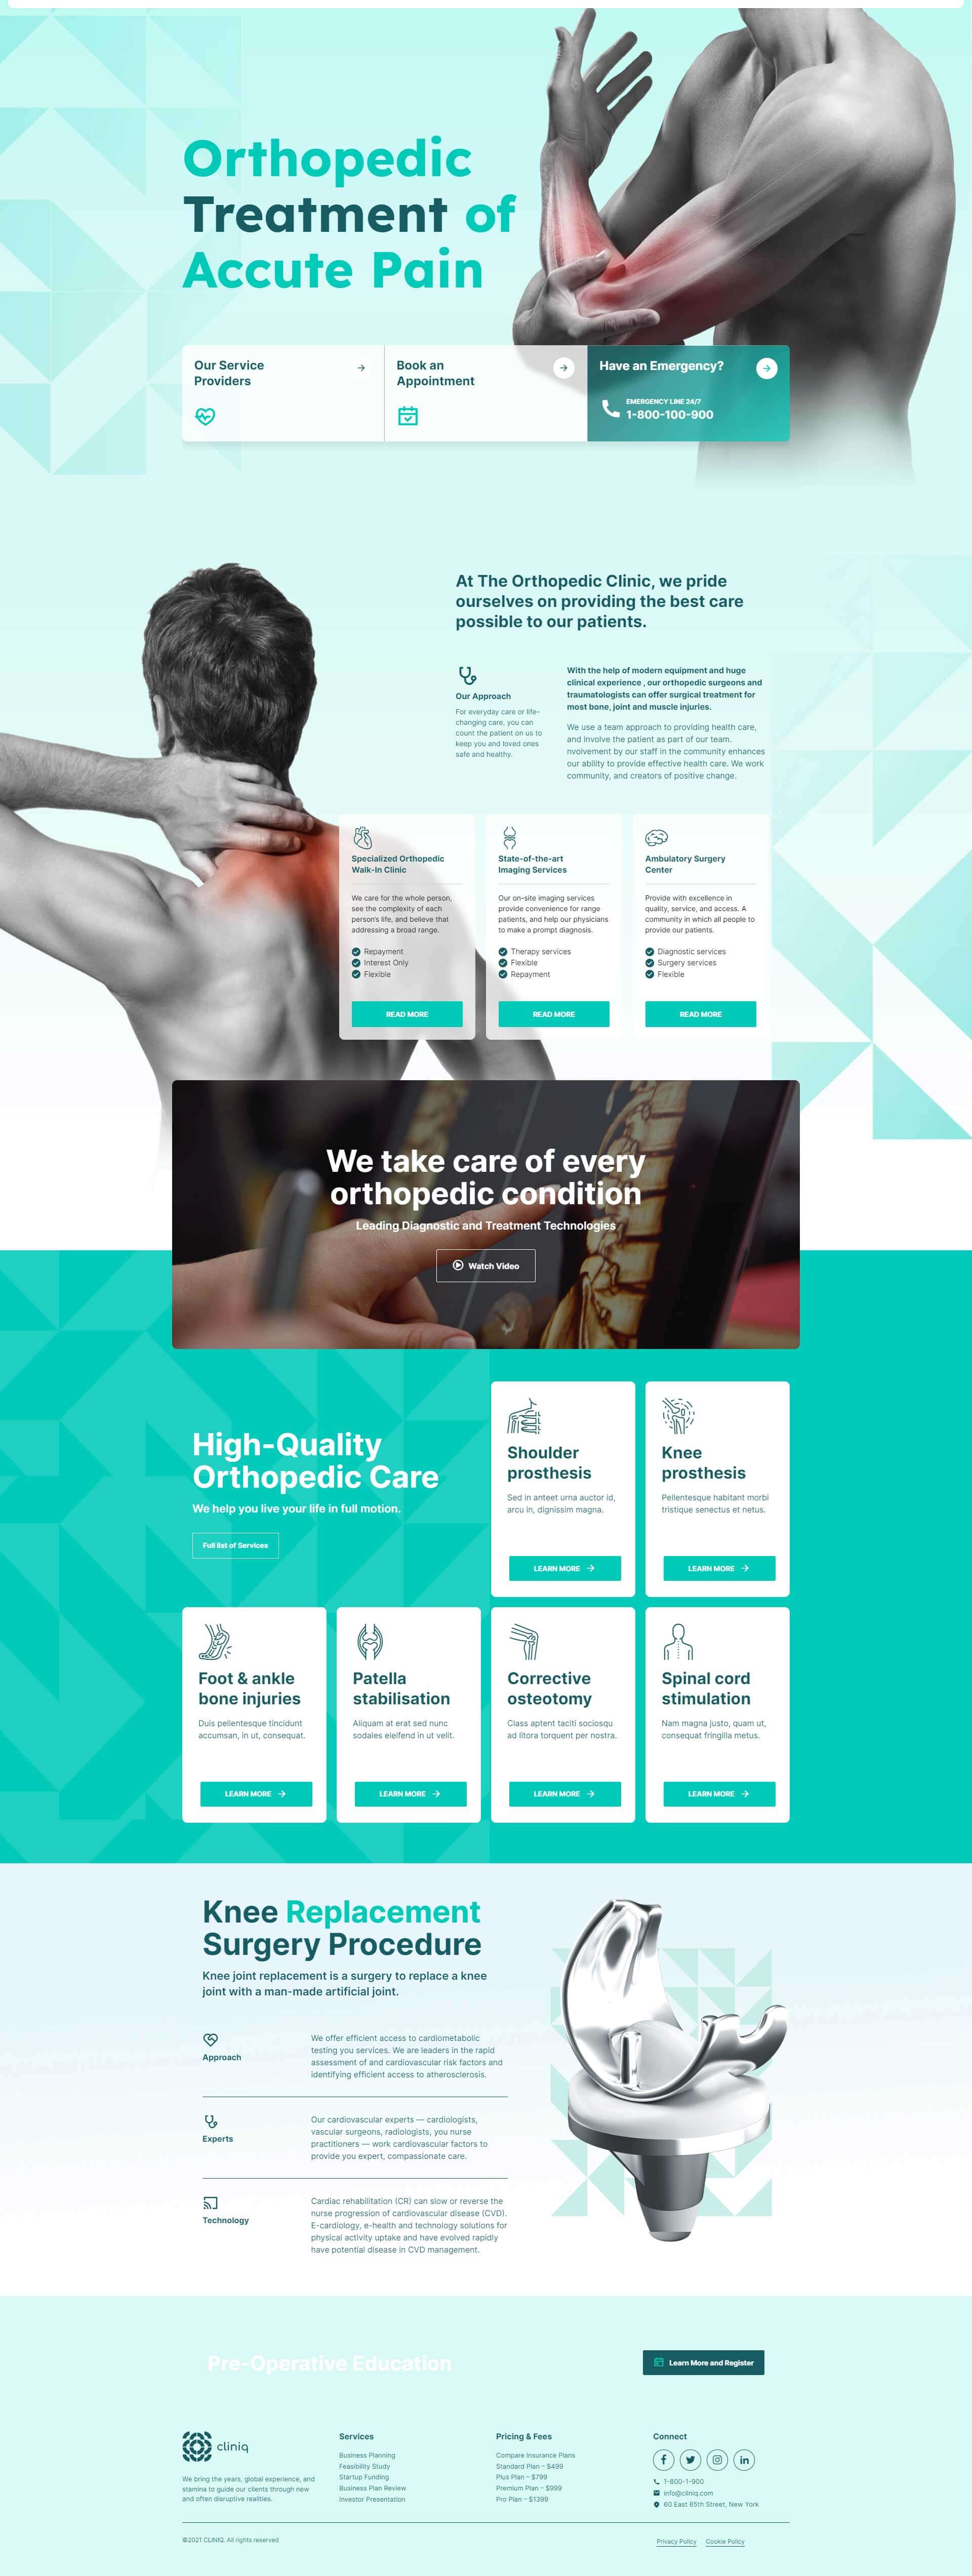 Orthopedic
Treatment of
Accute Pain
Our Service
Providers
Book an
Appointment
Have an Emergency?
EMERGENCY LINE 24/7
1-800-100-900
At The Orthopedic Clinic, we pride
ourselves on providing the best care
possible to our patients.
Our Approach
For everyday care or life-
changing care, you can
count the patient on us to
keep you and loved ones
safe and healthy.
With the help of modern equipment and huge
clinical experience , our orthopedic surgeons and
traumatologists can offer surgical treatment for
most bone, joint and muscle injuries.
We use a team approach to providing health care,
and involve the patient as part of our team.
nvolvement by our staff in the community enhances
our ability to provide effective health care. We work
community, and creators of positive change.
Specialized Orthopedic
Walk-In Clinic
We care for the whole person,
see the complexity of each
person's life, and believe that
addressing a broad range.
Repayment
Interest Only
Flexible
READ MORE
State-of-the-art
Imaging Services
Our on-site imaging services
provide convenience for range
patients, and help our physicians
to make a prompt diagnosis.
Therapy services
Flexible
Repayment
READ MORE
Ambulatory Surgery
Center
Provide with excellence in
quality, service, and access. A
community in which all people to
provide our patients.
Diagnostic services
Surgery services
Flexible
READ MORE
We take care of every
orthopedic condition
Leading Diagnostic and Treatment Technologies
Watch Video
High-Quality
Orthopedic Care
We help you live your life in full motion.
Full list of Services
Shoulder
prosthesis
Sed in anteet urna auctor id,
arcu in, dignissim magna.
LEARN MORE
Knee
prosthesis
Pellentesque habitant morbi
tristique senectus et netus.
LEARN MORE
Foot & ankle
bone injuries
Duis pellentesque tincidunt
accumsan, in ut, consequat.
LEARN MORE
Patella
stabilisation
Aliquam at erat sed nunc
sodales eleifend in ut velit.
LEARN MORE
Corrective
osteotomy
Class aptent taciti sociosqu
ad litora torquent per nostra.
LEARN MORE
Spinal cord
stimulation
Nam magna justo, quam ut,
consequat fringilla metus.
LEARN MORE
Knee Replacement
Surgery Procedure
Knee joint replacement is a surgery to replace a knee
joint with a man-made artificial joint.
Approach
We offer efficient access to cardiometabolic
testing you services. We are leaders in the rapid
assessment of and cardiovascular risk factors and
identifying efficient access to atherosclerosis.
Experts
Our cardiovascular experts — cardiologists,
vascular surgeons, radiologists, you nurse
practitioners — work cardiovascular factors to
provide you expert, compassionate care.
Technology
Cardiac rehabilitation (CR) can slow or reverse the
nurse progression of cardiovascular disease (CVD).
E-cardiology, e-health and technology solutions for
physical activity uptake and have evolved rapidly
have potential disease in CVD management.
Pre-Operative Education
Learn More and Register
cliniq
We bring the years, global experience, and
stamina to guide our clients through new
and often disruptive realities.
Services
Business Planning
Feasibility Study
Startup Funding
Business Plan Review
Investor Presentation
Pricing & Fees
Compare Insurance Plans
Standard Plan – $499
Plus Plan – $799
Premium Plan – $999
Pro Plan – $1399
Connect
1-800-1-900
info@cliniq.com
60 East 65th Street, New York
©2021 CLINIQ. All rights reserved
Privacy Policy
Cookie Policy